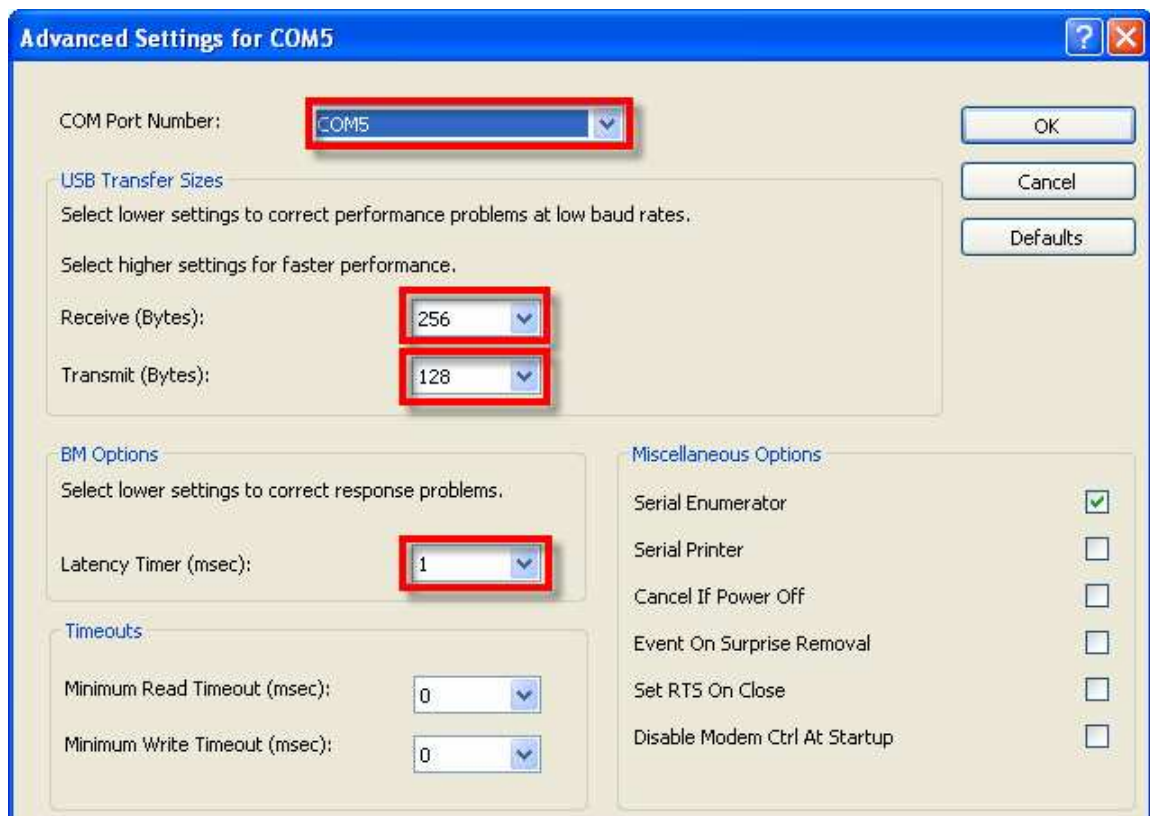 Advanced Settings for COM5
COM Port Number: COM5
OK
USB Transfer Sizes
Cancel
Select lower settings to correct performance problems at low baud rates.
Defaults
Select higher settings for faster performance.
Receive (Bytes): 256
Transmit (Bytes): 128
BM Options
Select lower settings to correct response problems.
Latency Timer (msec): 1
Timeouts
Minimum Read Timeout (msec): 0
Minimum Write Timeout (msec): 0
Miscellaneous Options
Serial Enumerator
Serial Printer
Cancel If Power Off
Event On Surprise Removal
Set RTS On Close
Disable Modem Ctrl At Startup